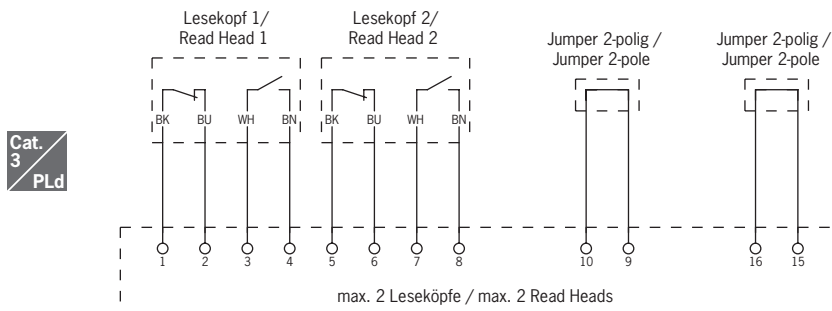 Lesekopf 1/
Read Head 1
Lesekopf 2/
Read Head 2
Jumper 2-polig /
Jumper 2-pole
Jumper 2-polig /
Jumper 2-pole
BK BU WH BN BK BU WH BN
Cat.
3
PLd
1 2 3 4 5 6 7 8 10 9 16 15
max. 2 Leseköpfe / max. 2 Read Heads